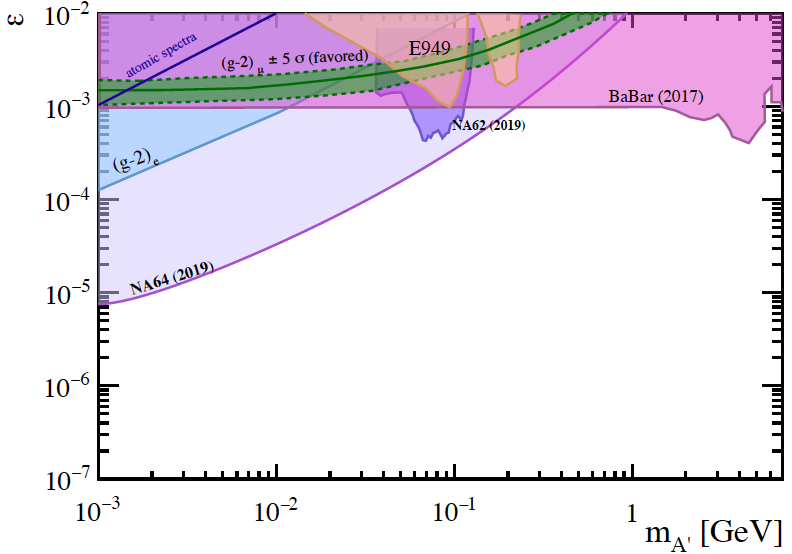 ε
10⁻²
10⁻³
10⁻⁴
10⁻⁵
10⁻⁶
10⁻⁷
atomic spectra
(g-2) μ ± 5 σ (favored)
E949
BaBar (2017)
NA62 (2019)
(g-2)e
NA64 (2019)
10⁻³ 10⁻² 10⁻¹ 1
mA' [GeV]